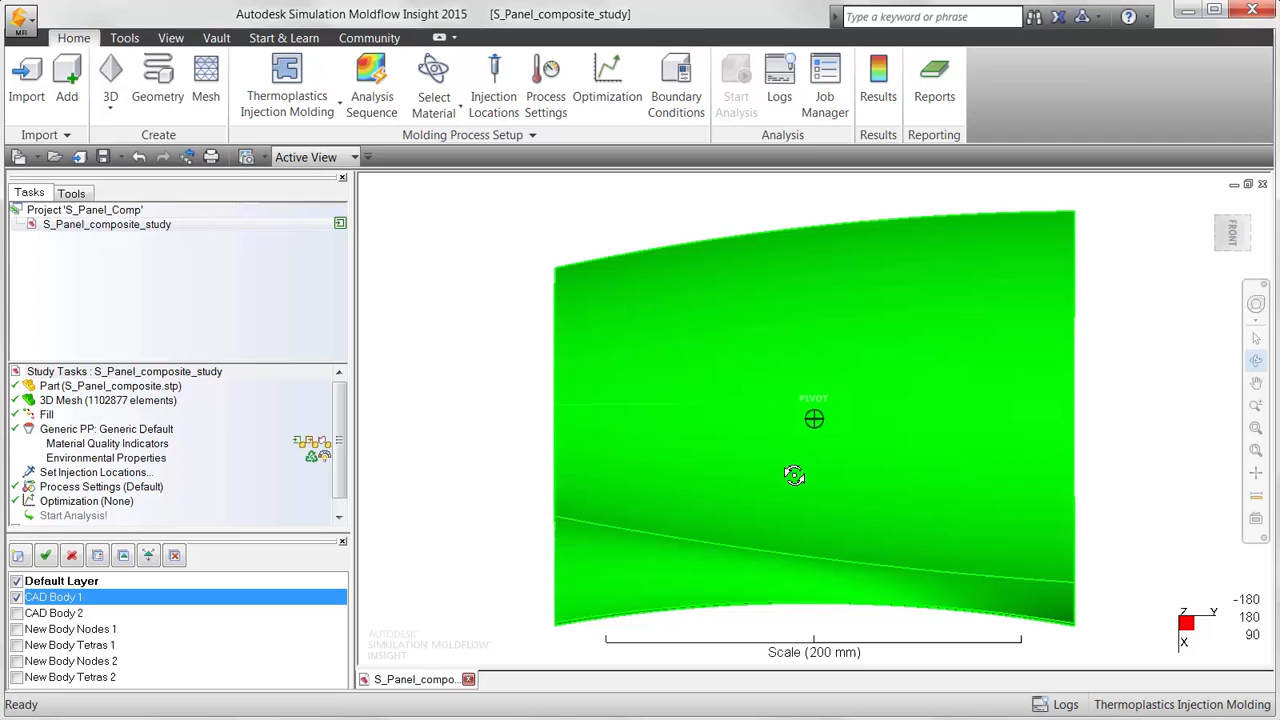 Autodesk Simulation Moldflow Insight 2015 [S_Panel_composite_study]
Type a keyword or phrase
MFI
Home Tools View Vault Start & Learn Community
Import Add 3D Geometry Mesh Thermoplastics Injection Molding Analysis Sequence Select Material Injection Locations Process Settings Optimization Boundary Conditions Start Analysis Logs Job Manager Results Reports
Import Create Molding Process Setup Analysis Results Reporting
Active View
Tasks Tools
Project 'S_Panel_Comp'
S_Panel_composite_study
Study Tasks : S_Panel_composite_study
Part (S_Panel_composite.stp)
3D Mesh (1102877 elements)
Fill
Generic PP: Generic Default
Material Quality Indicators
Environmental Properties
Set Injection Locations...
Process Settings (Default)
Optimization (None)
Start Analysis!
Default Layer
CAD Body 1
CAD Body 2
New Body Nodes 1
New Body Tetras 1
New Body Nodes 2
New Body Tetras 2
FRONT
PIVOT
AUTODESK
SIMULATION MOLDFLOW
INSIGHT
Scale (200 mm)
Z Y
X
-180
180
90
S_Panel_compo...
Ready Logs Thermoplastics Injection Molding